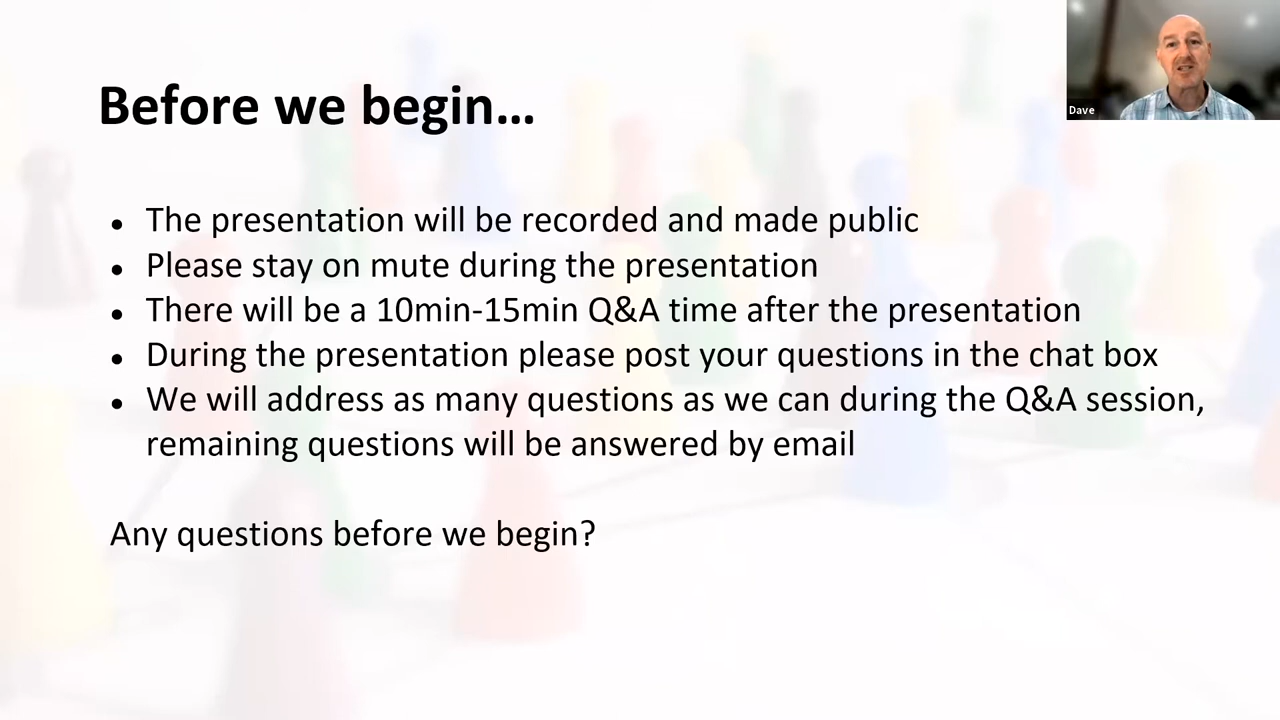 Before we begin...
Dave
• The presentation will be recorded and made public
• Please stay on mute during the presentation
• There will be a 10min-15min Q&A time after the presentation
• During the presentation please post your questions in the chat box
• We will address as many questions as we can during the Q&A session,
remaining questions will be answered by email
Any questions before we begin?